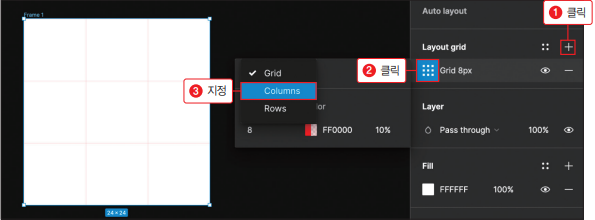 Frame 1
24 × 24
Grid
Columns
Rows
3 지정
8
FF0000
10%
Auto layout
1 클릭
Layout grid
2 클릭
Grid 8px
Layer
Pass through
100%
Fill
FFFFFF
100%